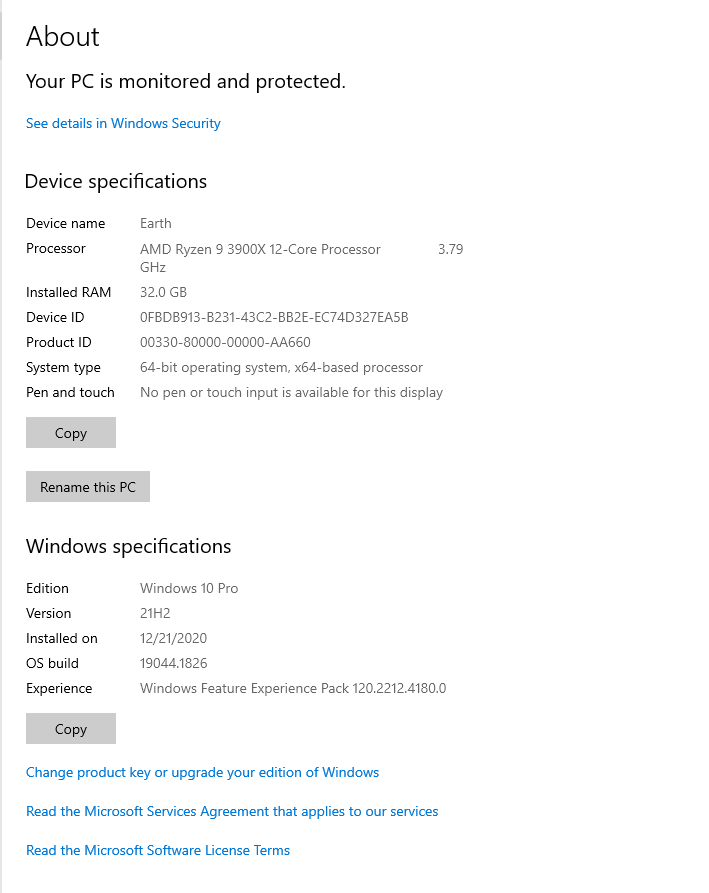 About
Your PC is monitored and protected.
See details in Windows Security
Device specifications
Device name Earth
Processor AMD Ryzen 9 3900X 12-Core Processor 3.79
GHz
Installed RAM 32.0 GB
Device ID 0FBDB913-B231-43C2-BB2E-EC74D327EA5B
Product ID 00330-80000-00000-AA660
System type 64-bit operating system, x64-based processor
Pen and touch No pen or touch input is available for this display
Copy
Rename this PC
Windows specifications
Edition Windows 10 Pro
Version 21H2
Installed on 12/21/2020
OS build 19044.1826
Experience Windows Feature Experience Pack 120.2212.4180.0
Copy
Change product key or upgrade your edition of Windows
Read the Microsoft Services Agreement that applies to our services
Read the Microsoft Software License Terms